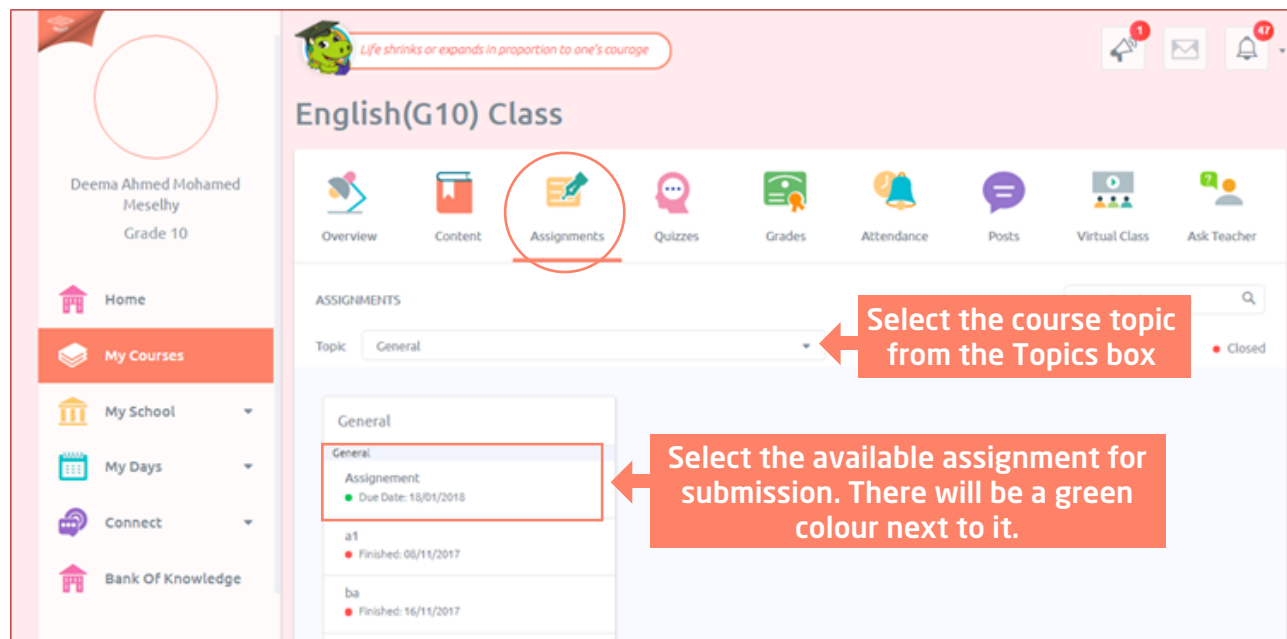 Life shrinks or expands in proportion to one's courage
1
47
English(G10) Class
Deema Ahmed Mohamed
Meselhy
Grade 10
Overview
Content
Assignments
Quizzes
Grades
Attendance
Posts
Virtual Class
Ask Teacher
Home
My Courses
My School
My Days
Connect
Bank Of Knowledge
ASSIGNMENTS
Topic General
Closed
Select the course topic
from the Topics box
General
General
Assignement
Due Date: 18/01/2018
a1
Finished: 08/11/2017
ba
Finished: 16/11/2017
Select the available assignment for
submission. There will be a green
colour next to it.